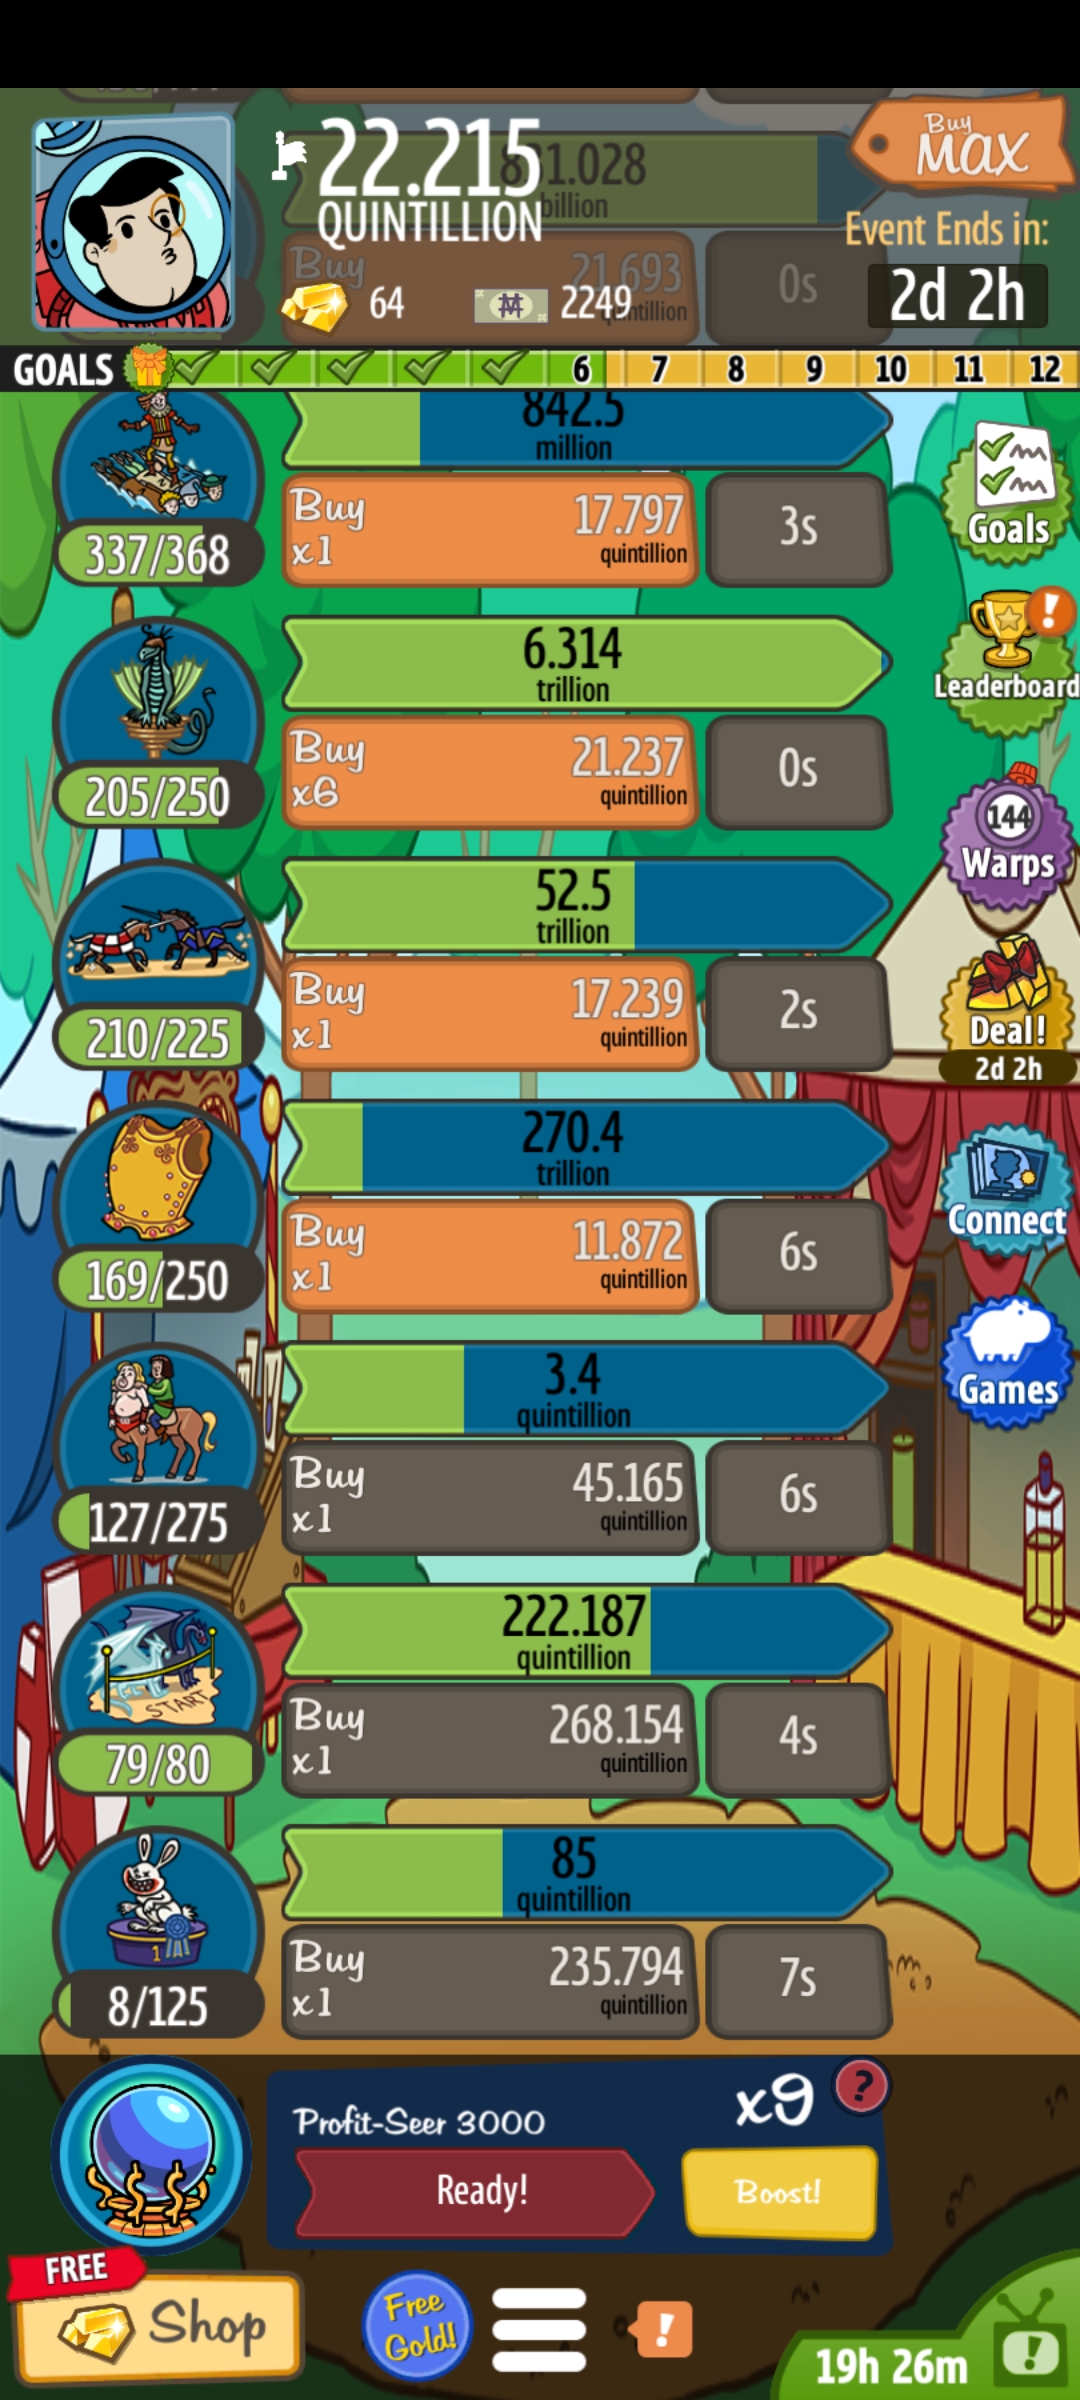 22.215
QUINTILLION
831.028
billion
Buy
MAX
Event Ends in:
2d 2h
Buy
21.693
quintillion
0s
64
2249
GOALS
6 7 8 9 10 11 12
842.5
million
Buy
x1
17.797
quintillion
3s
337/368
Goals
6.314
trillion
Buy
x6
21.237
quintillion
0s
205/250
Leaderboard
52.5
trillion
Buy
x1
17.239
quintillion
2s
210/225
144
Warps
Deal!
2d 2h
270.4
trillion
Buy
x1
11.872
quintillion
6s
169/250
Connect
3.4
quintillion
Buy
x1
45.165
quintillion
6s
127/275
Games
222.187
quintillion
START
Buy
x1
268.154
quintillion
4s
79/80
85
quintillion
1
Buy
x1
235.794
quintillion
7s
8/125
Profit-Seer 3000
x9
?
Ready!
Boost!
FREE
Shop
Free
Gold!
!
19h 26m
!